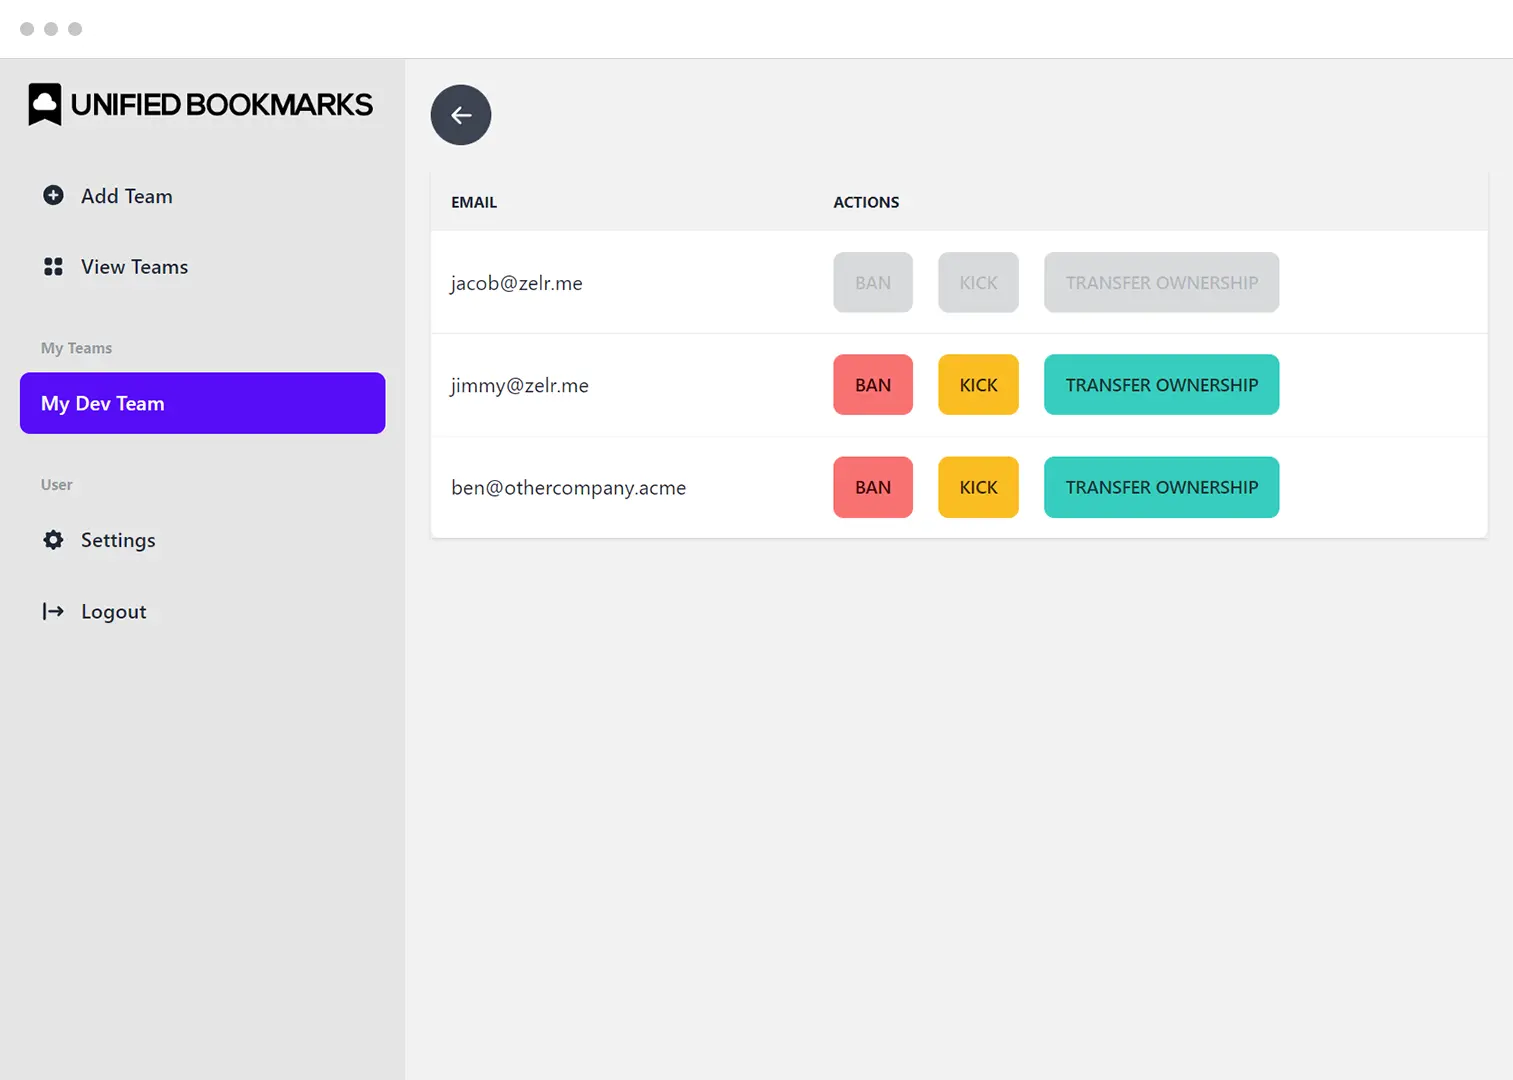 UNIFIED BOOKMARKS
Add Team
View Teams
My Teams
My Dev Team
User
Settings
Logout
EMAIL ACTIONS
jacob@zelr.me BAN KICK TRANSFER OWNERSHIP
jimmy@zelr.me BAN KICK TRANSFER OWNERSHIP
ben@othercompany.acme BAN KICK TRANSFER OWNERSHIP